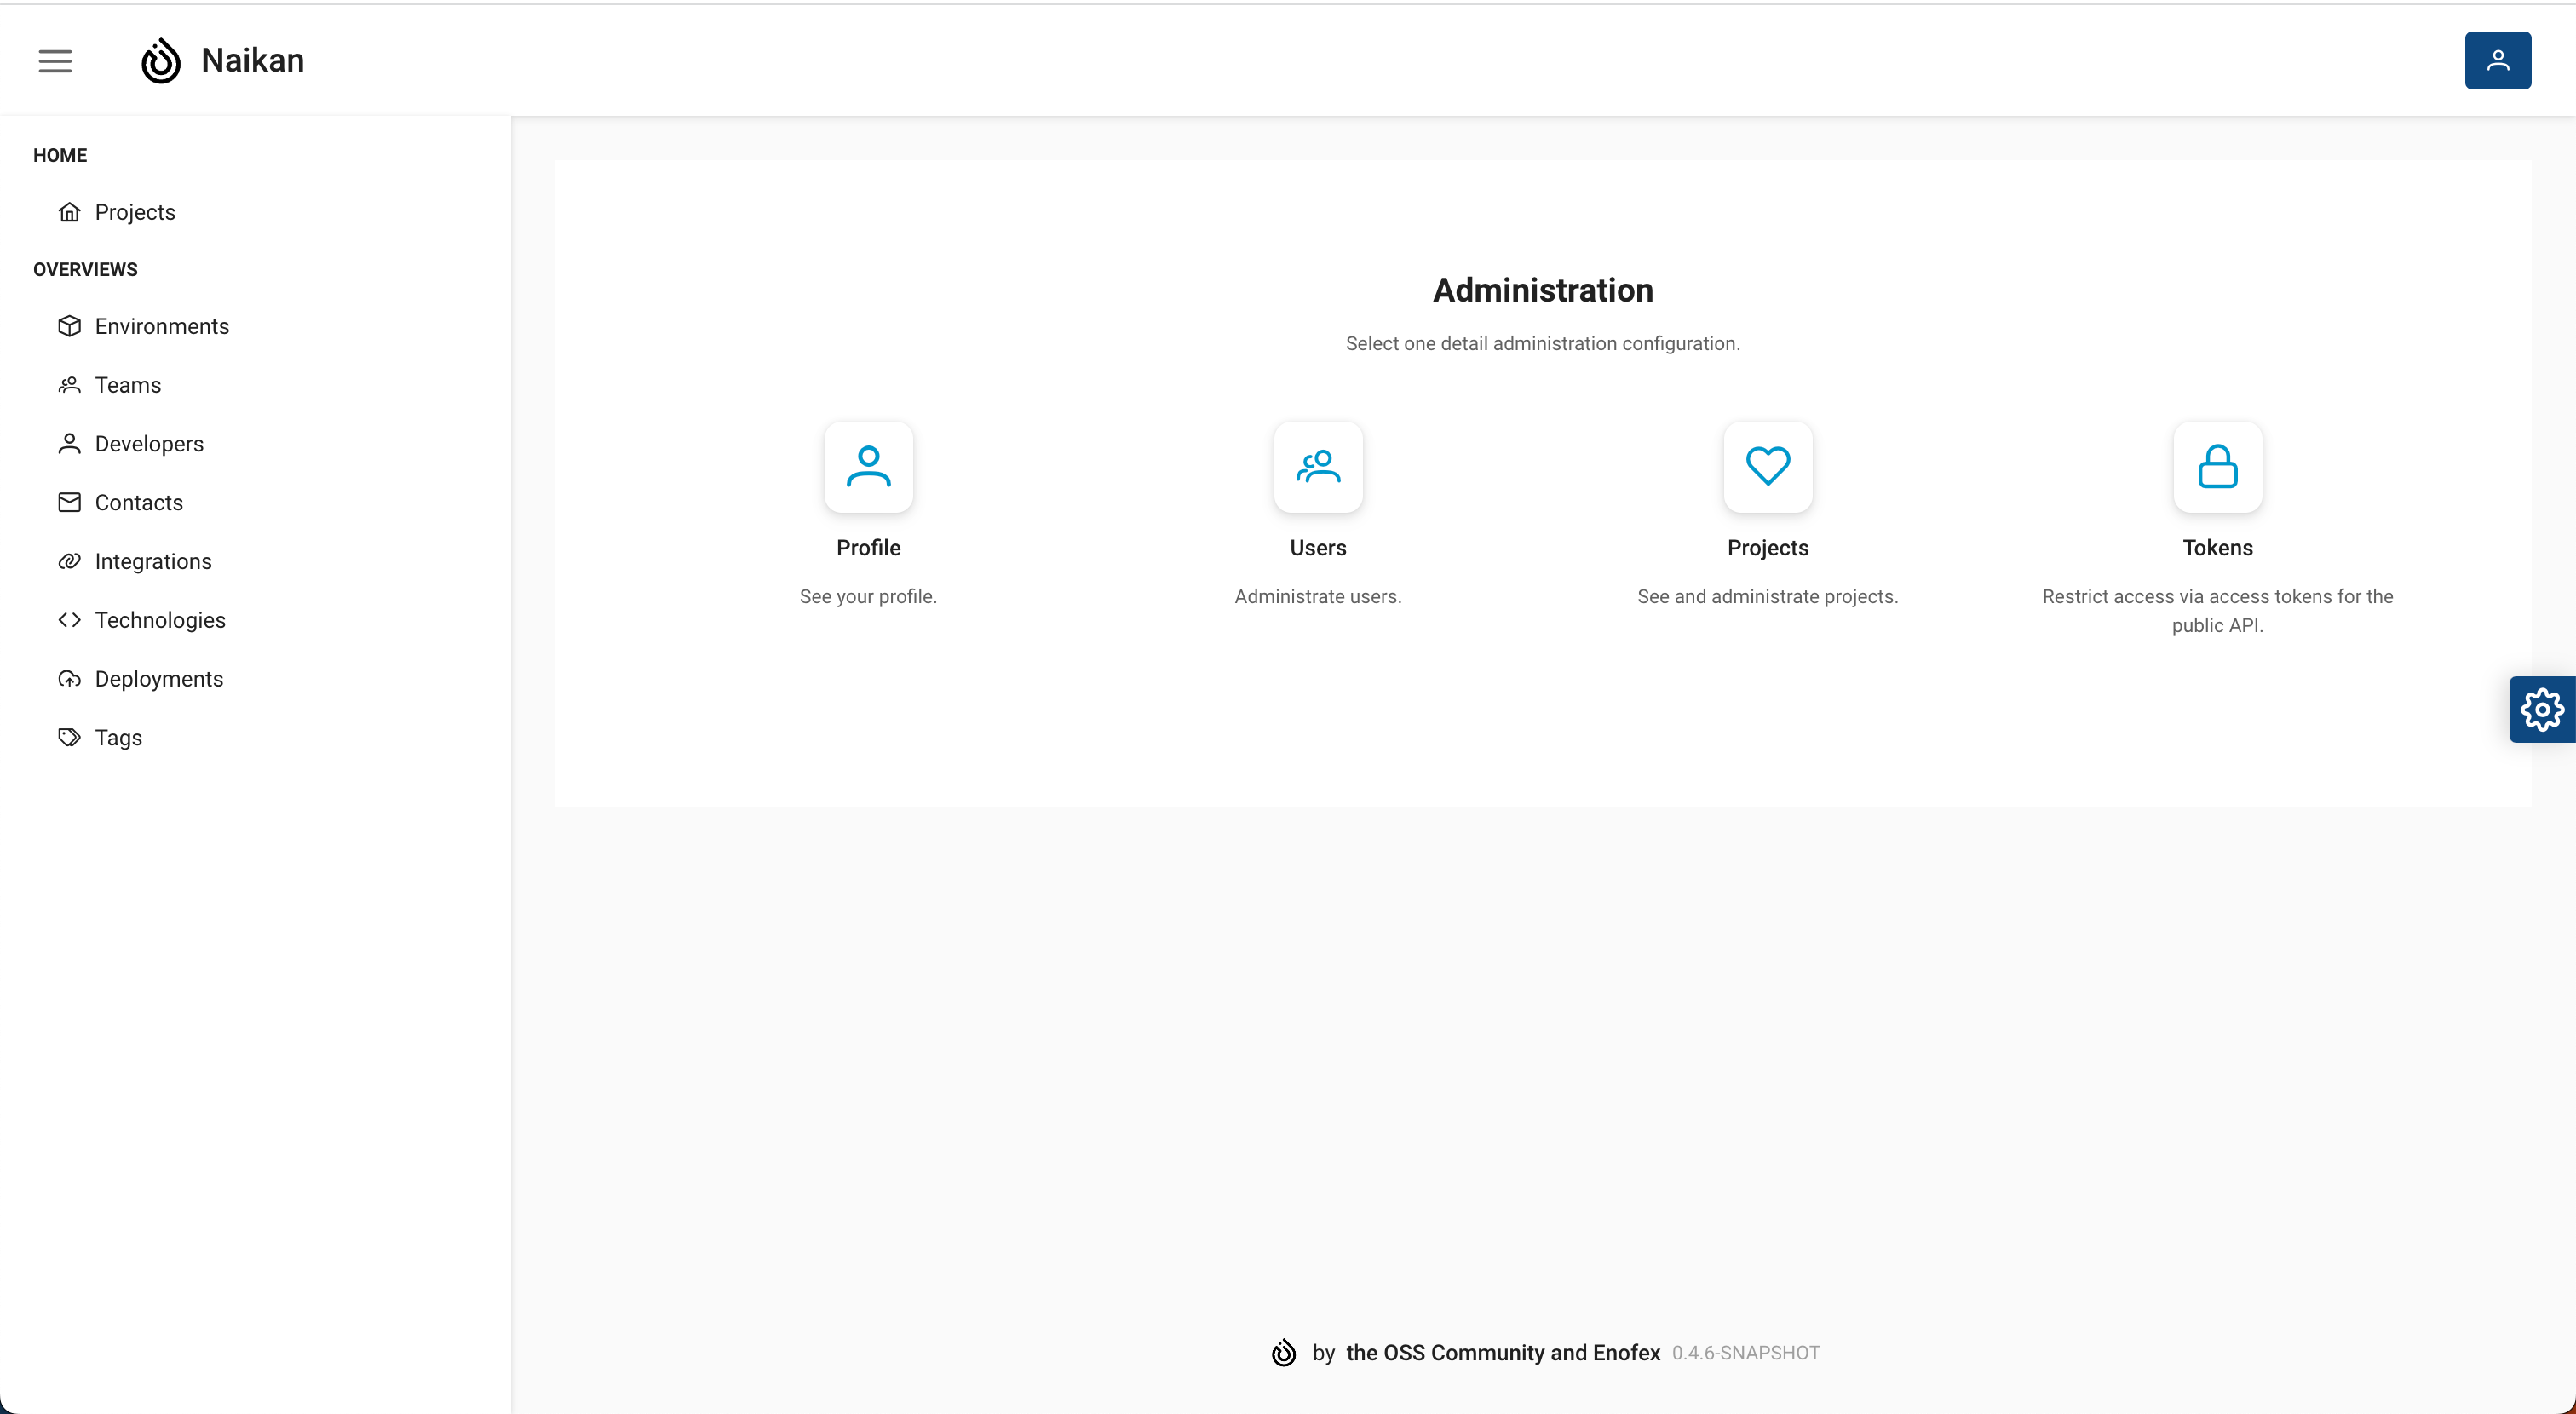 Naikan
HOME
Projects
OVERVIEWS
Environments
Teams
Developers
Contacts
Integrations
Technologies
Deployments
Tags
Administration
Select one detail administration configuration.
Profile
See your profile.
Users
Administrate users.
Projects
See and administrate projects.
Tokens
Restrict access via access tokens for the
public API.
by the OSS Community and Enofex 0.4.6-SNAPSHOT